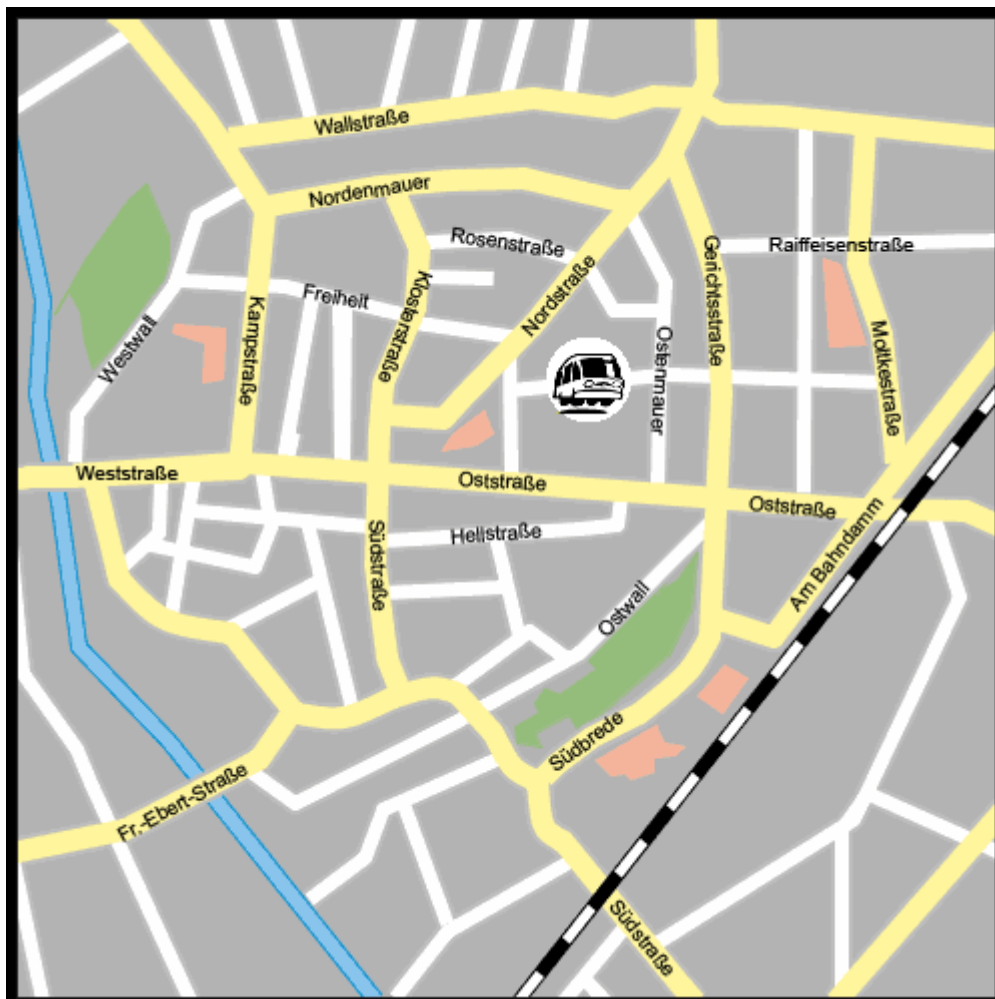 Wallstraße
Nordenmauer
Rosenstraße
Gerichtsstraße
Raiffeisenstraße
Freiheit
Klosterstraße
Nordstraße
Kampstraße
Westwall
Ostenmauer
Moltkestraße
Weststraße
Oststraße
Oststraße
Hellstraße
Südstraße
Am Bahndamm
Ostwall
Südbrede
Fr.-Ebert-Straße
Südstraße